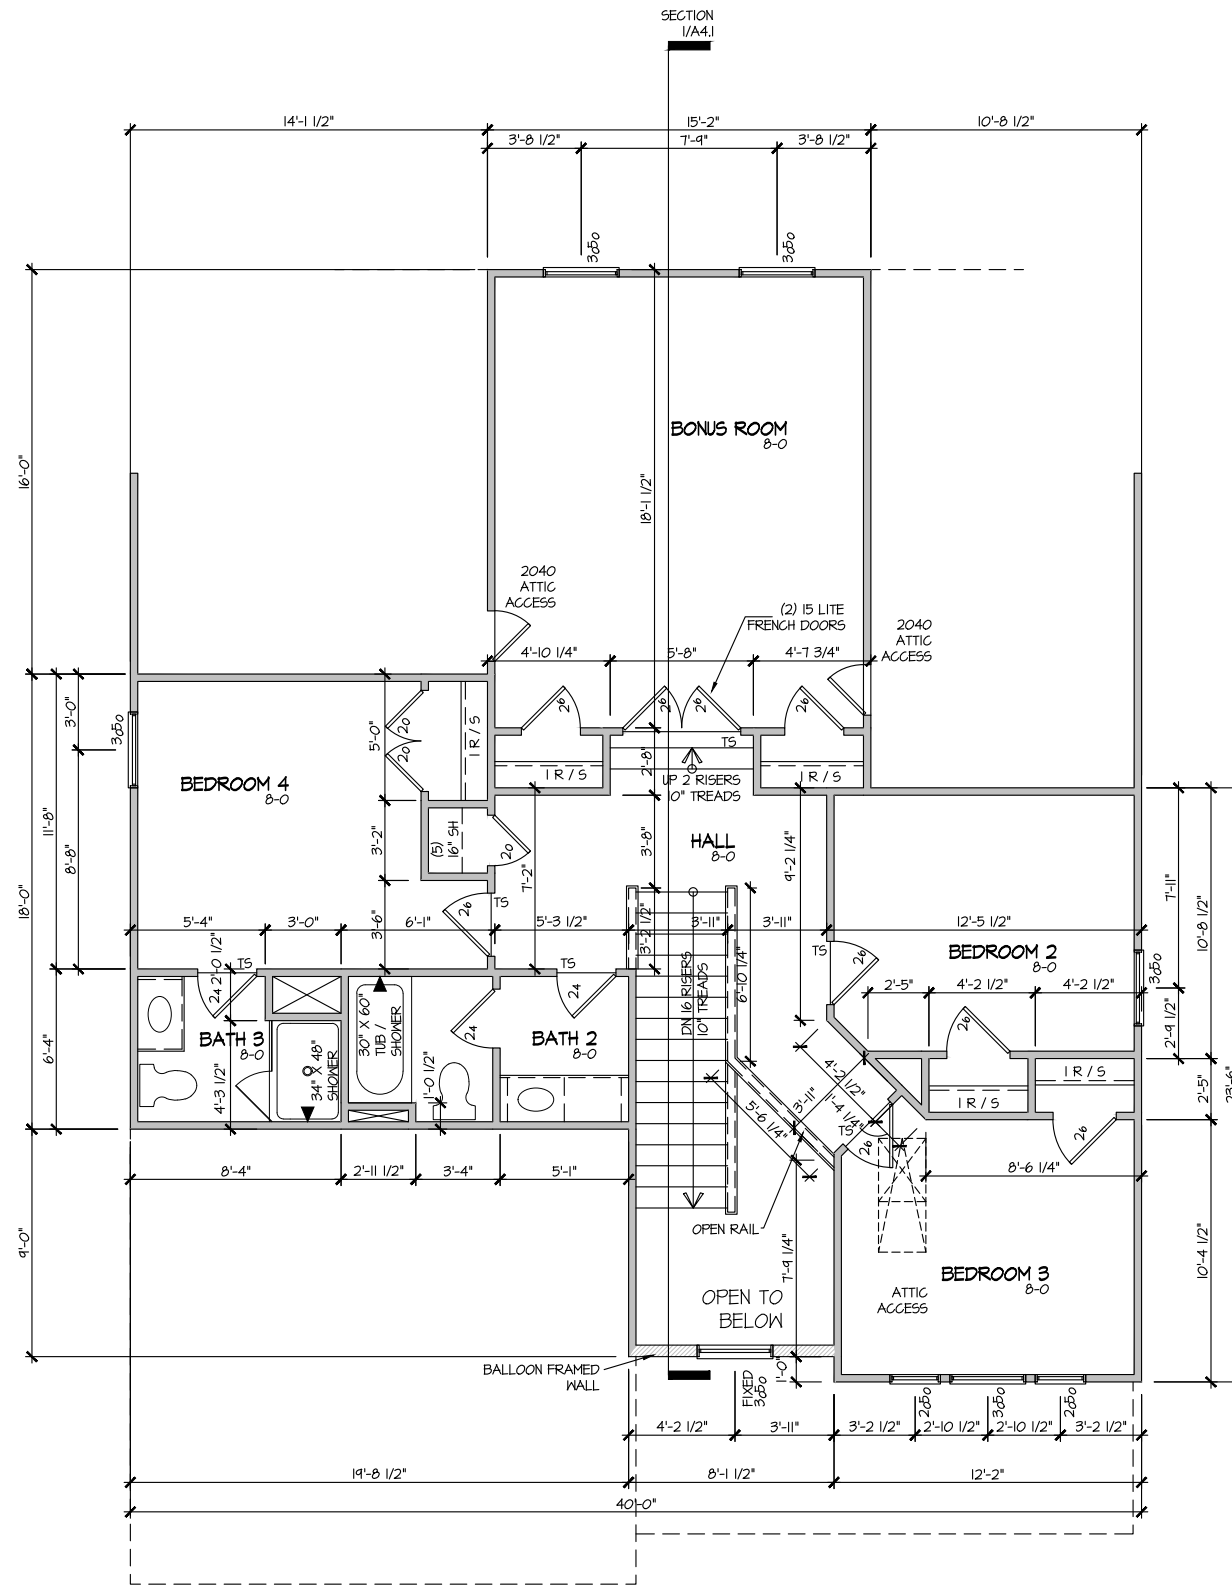 SECTION
1/A4.1
14'-1 1/2"
15'-2"
10'-8 1/2"
3'-8 1/2"
7'-9"
3'-8 1/2"
3050
3050
16'-0"
BONUS ROOM
8-0
18'-1 1/2"
2040
ATTIC
ACCESS
(2) 15 LITE
FRENCH DOORS
2040
ATTIC
ACCESS
4'-10 1/4"
5'-8"
4'-7 3/4"
26
26
26
26
TS
1 R / S
1 R / S
2'-8"
UP 2 RISERS
10" TREADS
3'-0"
3050
5'-0"
20
20
1 R / S
BEDROOM 4
8-0
11'-8"
8'-8"
18'-0"
3'-2"
(5)
16" SH
20
HALL
8-0
3'-8"
7'-2"
9'-2 1/4"
7'-11"
10'-8 1/2"
3'-6"
26
TS
5'-4"
3'-0"
6'-1"
5'-3 1/2"
3'-2 1/2"
3'-11"
3'-11"
12'-5 1/2"
BEDROOM 2
8-0
TS
26
3050
6'-10 1/4"
DN 16 RISERS
10" TREADS
2'-5"
4'-2 1/2"
4'-2 1/2"
2'-9 1/2"
23'-6"
TS
2'-0 1/2"
24
TS
24
24
BATH 3
8-0
30" X 60"
TUB /
SHOWER
BATH 2
8-0
34" X 48"
SHOWER
4'-3 1/2"
1'-0 1/2"
6'-4"
26
1 R / S
1 R / S
2'-5"
4'-2 1/2"
1'-4 1/4"
3'-11"
5'-6 1/4"
TS
26
26
8'-4"
2'-11 1/2"
3'-4"
5'-1"
8'-6 1/4"
9'-0"
OPEN RAIL
7'-9 1/4"
10'-4 1/2"
BEDROOM 3
8-0
ATTIC
ACCESS
OPEN TO
BELOW
BALLOON FRAMED
WALL
FIXED
3050
1'-0"
2050
3050
2050
4'-2 1/2"
3'-11"
3'-2 1/2"
2'-10 1/2"
2'-10 1/2"
3'-2 1/2"
19'-8 1/2"
8'-1 1/2"
12'-2"
40'-0"